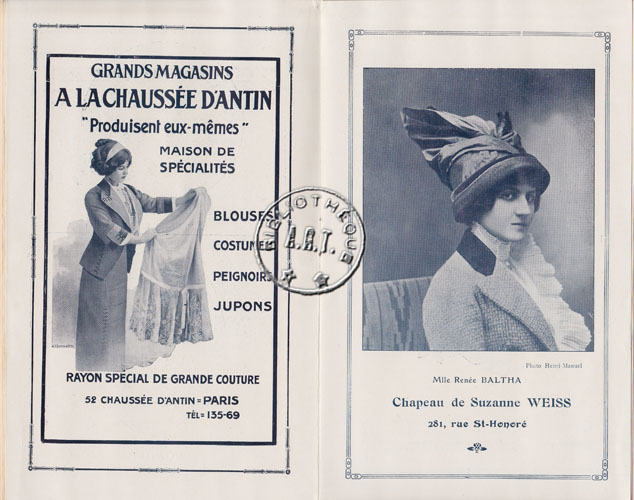 GRANDS MAGASINS
A LA CHAUSSÉE D'ANTIN
"Produisent eux-mêmes"
MAISON DE
SPÉCIALITÉS
BLOUSES
COSTUMES
PEIGNOIRS
JUPONS
RAYON SPÉCIAL DE GRANDE COUTURE
52 CHAUSSÉE D'ANTIN = PARIS
TÉL = 135-69
BIBLIOTHÈQUE
A.R.T.
Photo Henri Manuel
Mlle Renée BALTHA
Chapeau de Suzanne WEISS
281, rue St-Honoré